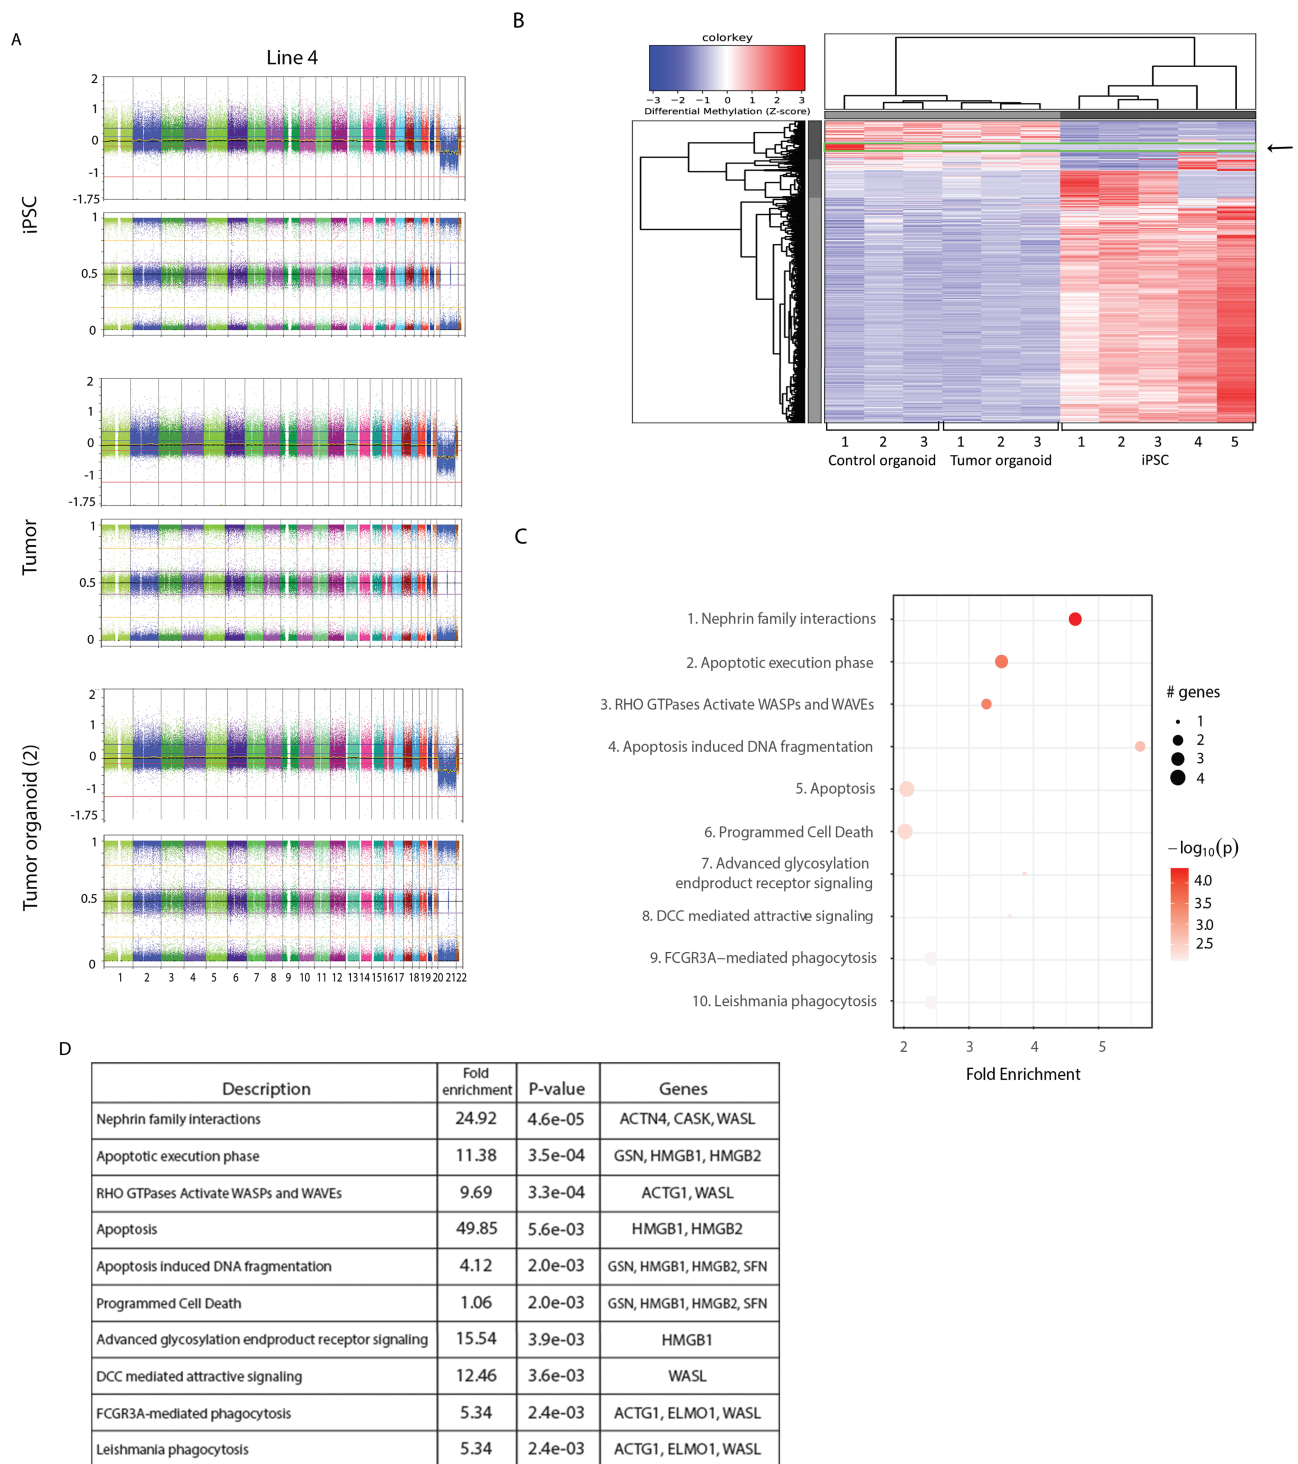 A
Line 4
iPSC
2
1
0
-1
-1.75
1
0.5
0
Tumor
2
1
0
-1
-1.75
1
0.5
0
Tumor organoid (2)
2
1
0
-1
-1.75
1
0.5
0
1 2 3 4 5 6 7 8 9 10 11 12 13 14 15 16 17 18 19 20 21 22
B
colorkey
−3 −2 −1 0 1 2 3
Differential Methylation (Z-score)
1 2 3 1 2 3 1 2 3 4 5
Control organoid Tumor organoid iPSC
C
1. Nephrin family interactions
2. Apoptotic execution phase
3. RHO GTPases Activate WASPs and WAVEs
4. Apoptosis induced DNA fragmentation
5. Apoptosis
6. Programmed Cell Death
7. Advanced glycosylation
endproduct receptor signaling
8. DCC mediated attractive signaling
9. FCGR3A−mediated phagocytosis
10. Leishmania phagocytosis
2 3 4 5
Fold Enrichment
# genes
1
2
3
4
−log10(p)
4.0
3.5
3.0
2.5
D
Description Fold enrichment P-value Genes
Nephrin family interactions 24.92 4.6e-05 ACTN4, CASK, WASL
Apoptotic execution phase 11.38 3.5e-04 GSN, HMGB1, HMGB2
RHO GTPases Activate WASPs and WAVEs 9.69 3.3e-04 ACTG1, WASL
Apoptosis 49.85 5.6e-03 HMGB1, HMGB2
Apoptosis induced DNA fragmentation 4.12 2.0e-03 GSN, HMGB1, HMGB2, SFN
Programmed Cell Death 1.06 2.0e-03 GSN, HMGB1, HMGB2, SFN
Advanced glycosylation endproduct receptor signaling 15.54 3.9e-03 HMGB1
DCC mediated attractive signaling 12.46 3.6e-03 WASL
FCGR3A-mediated phagocytosis 5.34 2.4e-03 ACTG1, ELMO1, WASL
Leishmania phagocytosis 5.34 2.4e-03 ACTG1, ELMO1, WASL